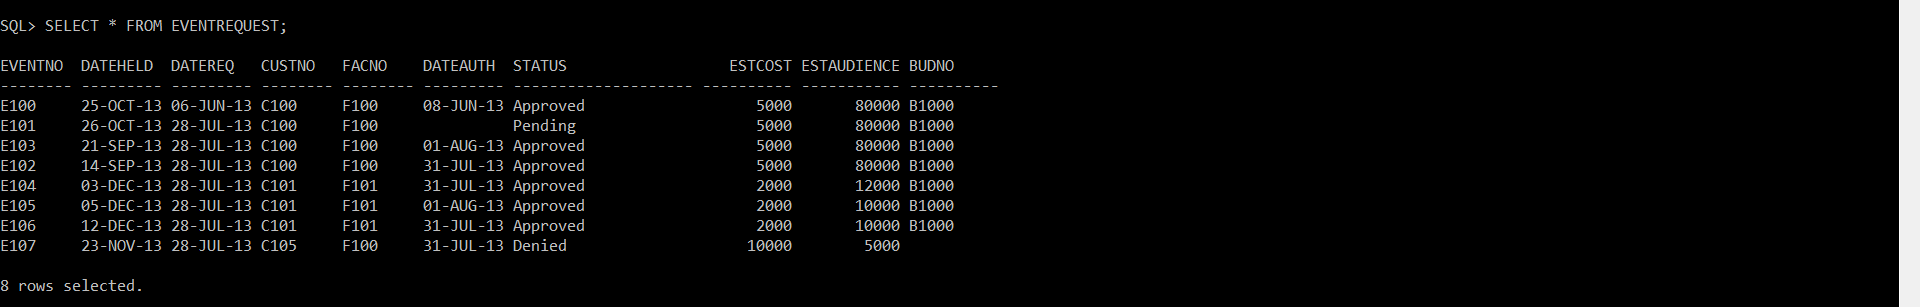 SQL> SELECT * FROM EVENTREQUEST;
EVENTNO  DATEHELD  DATEREQ   CUSTNO   FACNO    DATEAUTH  STATUS                  ESTCOST ESTAUDIENCE BUDNO
-------- --------- --------- -------- -------- --------- -------------------- ---------- ----------- ----------
E100     25-OCT-13 06-JUN-13 C100     F100     08-JUN-13 Approved                   5000       80000 B1000
E101     26-OCT-13 28-JUL-13 C100     F100               Pending                    5000       80000 B1000
E103     21-SEP-13 28-JUL-13 C100     F100     01-AUG-13 Approved                   5000       80000 B1000
E102     14-SEP-13 28-JUL-13 C100     F100     31-JUL-13 Approved                   5000       80000 B1000
E104     03-DEC-13 28-JUL-13 C101     F101     31-JUL-13 Approved                   2000       12000 B1000
E105     05-DEC-13 28-JUL-13 C101     F101     01-AUG-13 Approved                   2000       10000 B1000
E106     12-DEC-13 28-JUL-13 C101     F101     31-JUL-13 Approved                   2000       10000 B1000
E107     23-NOV-13 28-JUL-13 C105     F100     31-JUL-13 Denied                    10000        5000
8 rows selected.